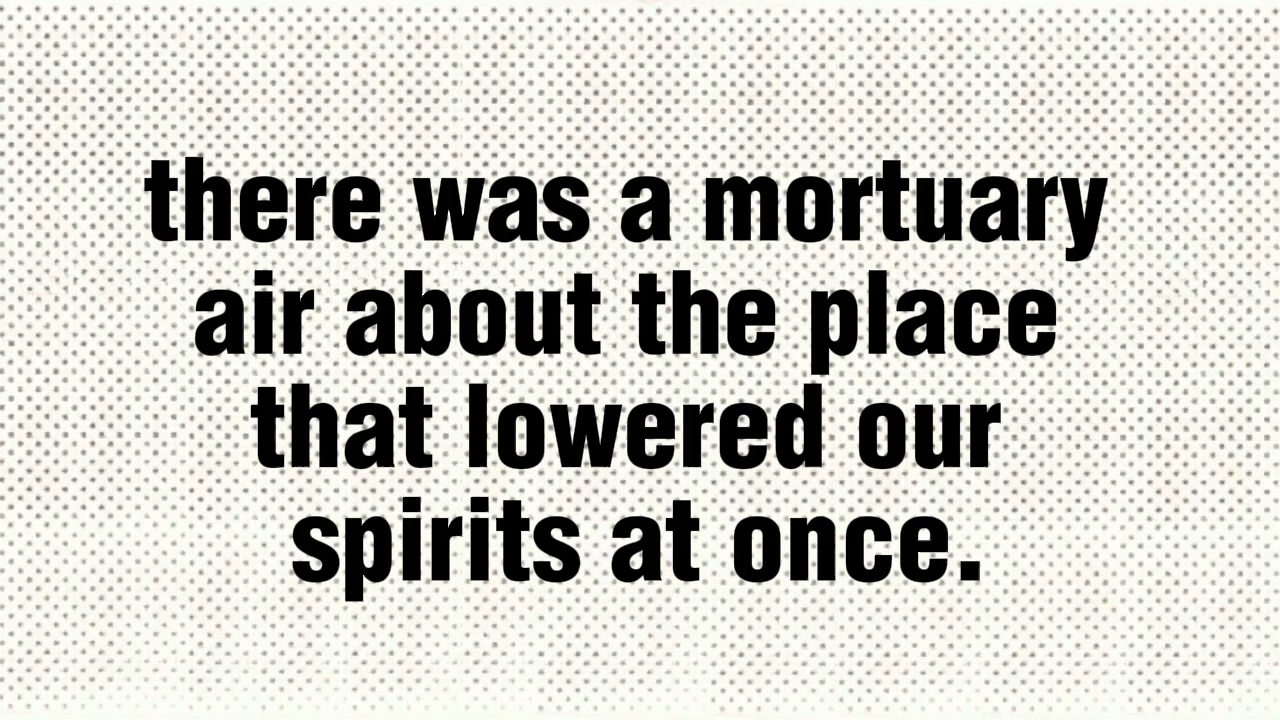 there was a mortuary
air about the place
that lowered our
spirits at once.